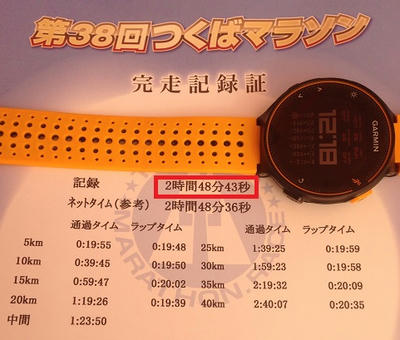 第38回つくばマラソン
完走記録証
GARMIN
12:18
記録 2時間48分43秒
ネットタイム(参考) 2時間48分36秒
通過タイム ラップタイム 通過タイム ラップタイム
5km 0:19:55 0:19:48 25km 1:39:25 0:19:59
10km 0:39:45 0:19:50 30km 1:59:23 0:19:58
15km 0:59:47 0:20:02 35km 2:19:32 0:20:09
20km 1:19:26 0:19:39 40km 2:40:07 0:20:35
中間 1:23:50